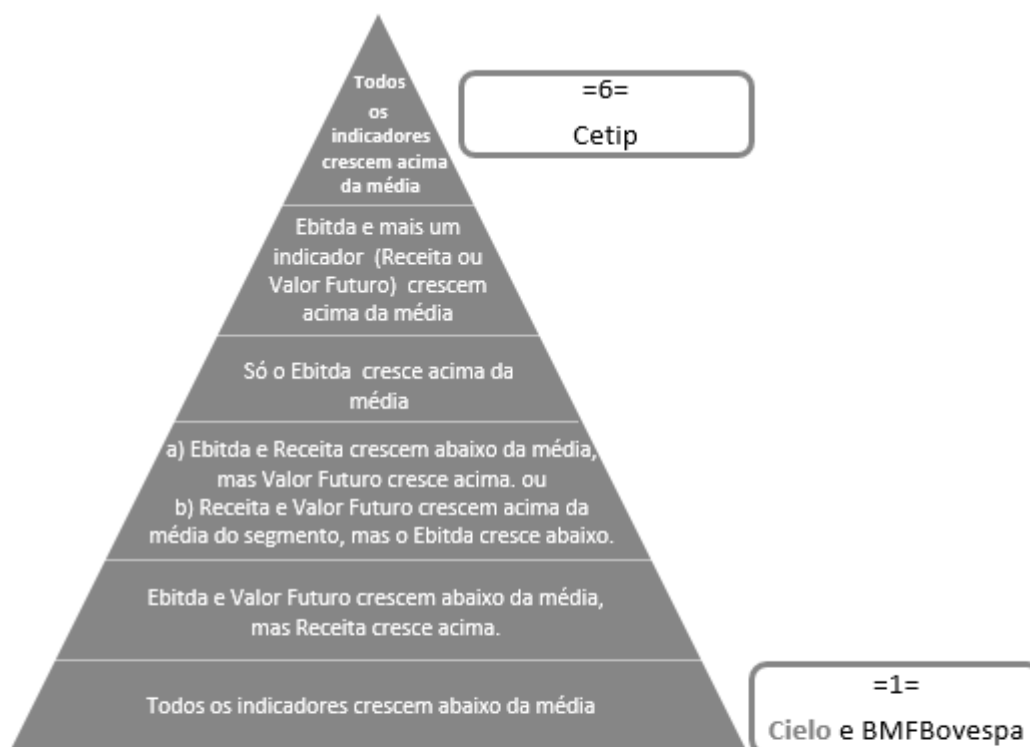 Todos
os
indicadores
crescem acima
da média
=6=
Cetip
Ebitda e mais um
indicador (Receita ou
Valor Futuro) crescem
acima da média
Só o Ebitda cresce acima da
média
a) Ebitda e Receita crescem abaixo da média,
mas Valor Futuro cresce acima. ou
b) Receita e Valor Futuro crescem acima da
média do segmento, mas o Ebitda cresce abaixo.
Ebitda e Valor Futuro crescem abaixo da média,
mas Receita cresce acima.
Todos os indicadores crescem abaixo da média
=1=
Cielo e BMFBovespa